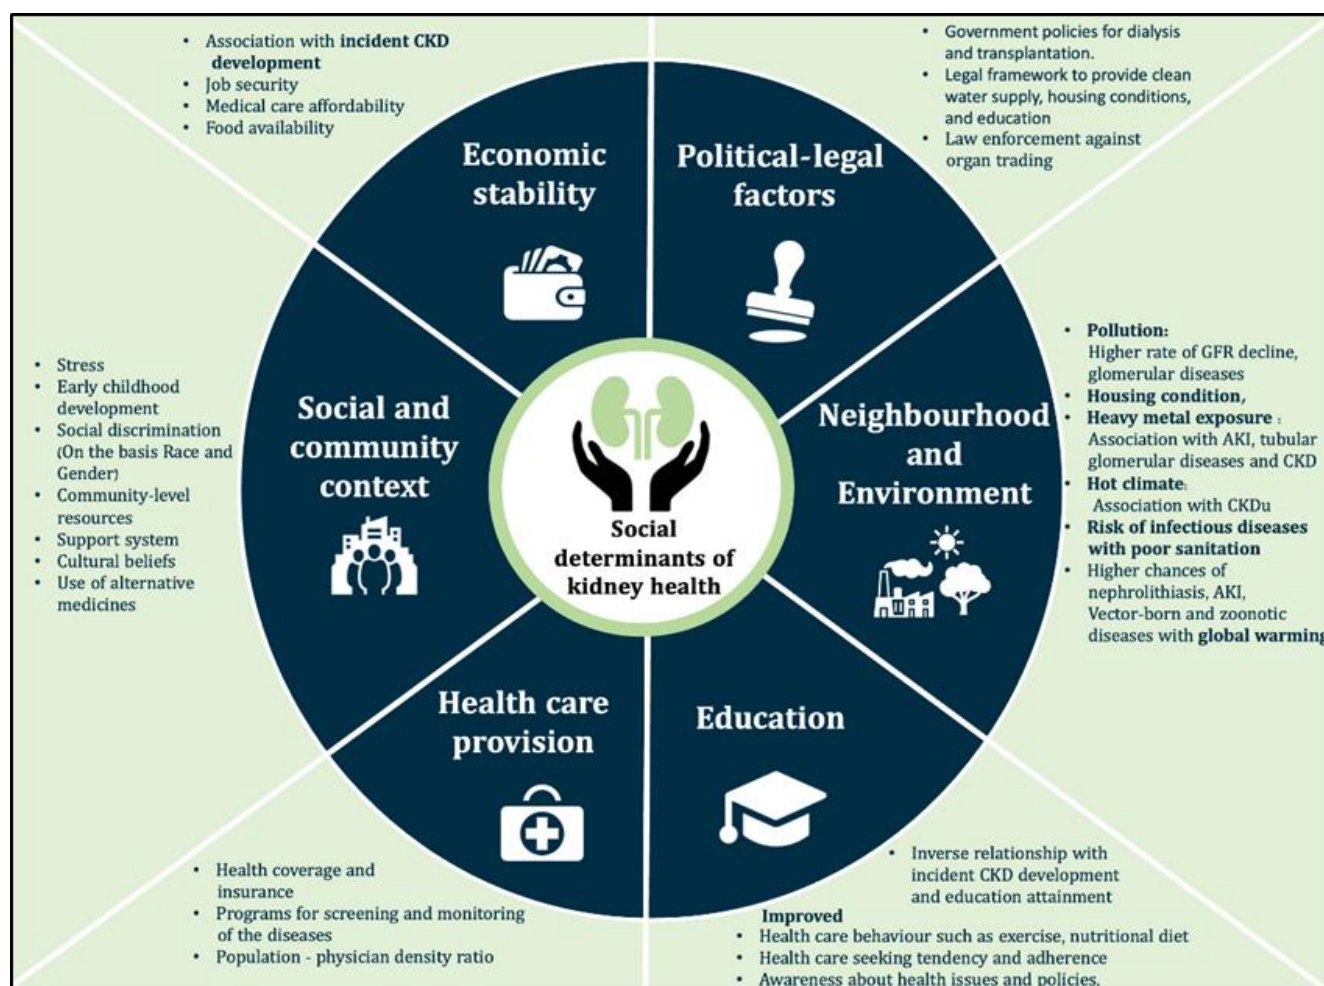 • Association with incident CKD
development
• Job security
• Medical care affordability
• Food availability
Economic
stability
Political-legal
factors
• Government policies for dialysis
and transplantation.
• Legal framework to provide clean
water supply, housing conditions,
and education
• Law enforcement against
organ trading
• Stress
• Early childhood
development
• Social discrimination
(On the basis Race and
Gender)
• Community-level
resources
• Support system
• Cultural beliefs
• Use of alternative
medicines
Social and
community
context
Social
determinants of
kidney health
Neighbourhood
and
Environment
• Pollution:
Higher rate of GFR decline,
glomerular diseases
• Housing condition,
• Heavy metal exposure :
Association with AKI, tubular
glomerular diseases and CKD
• Hot climate:
Association with CKDu
• Risk of infectious diseases
with poor sanitation
• Higher chances of
nephrolithiasis, AKI,
Vector-born and zoonotic
diseases with global warming
Health care
provision
Education
• Health coverage and
insurance
• Programs for screening and monitoring
of the diseases
• Population - physician density ratio
• Inverse relationship with
incident CKD development
and education attainment
Improved
• Health care behaviour such as exercise, nutritional diet
• Health care seeking tendency and adherence
• Awareness about health issues and policies,